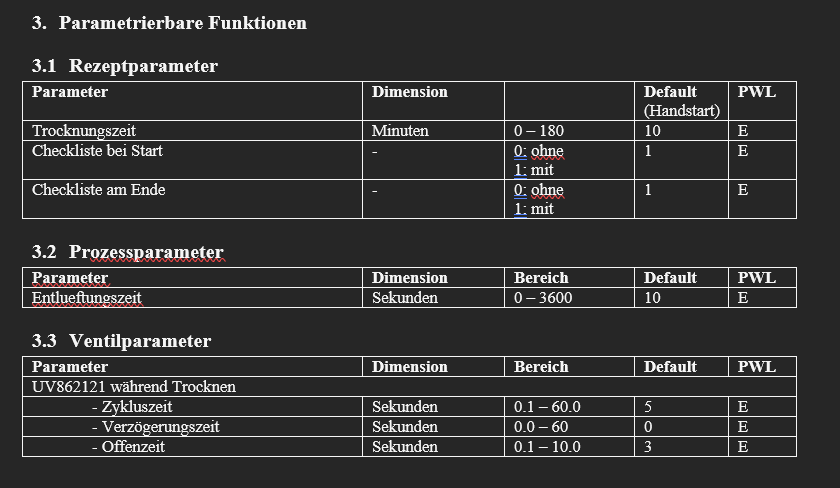 3. Parametrierbare Funktionen
3.1 Rezeptparameter
Parameter Dimension Default PWL
(Handstart)
Trocknungszeit Minuten 0 – 180 10 E
Checkliste bei Start - 0: ohne 1 E
1: mit
Checkliste am Ende - 0: ohne 1 E
1: mit
3.2 Prozessparameter
Parameter Dimension Bereich Default PWL
Entlueftungszeit Sekunden 0 – 3600 10 E
3.3 Ventilparameter
Parameter Dimension Bereich Default PWL
UV862121 während Trocknen
- Zykluszeit Sekunden 0.1 – 60.0 5 E
- Verzögerungszeit Sekunden 0.0 – 60 0 E
- Offenzeit Sekunden 0.1 – 10.0 3 E